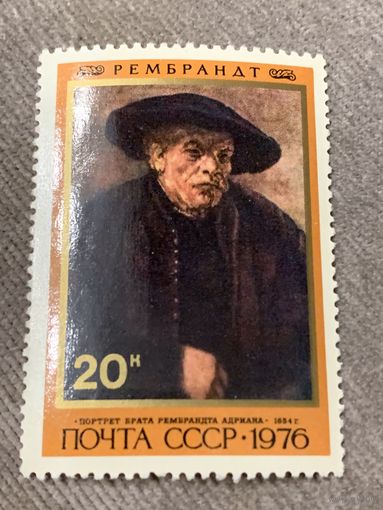 РЕМБРАНДТ
20к
·ПОРТРЕТ БРАТА РЕМБРАНДТА АДРИАНА· 1654 г
ПОЧТА СССР·1976